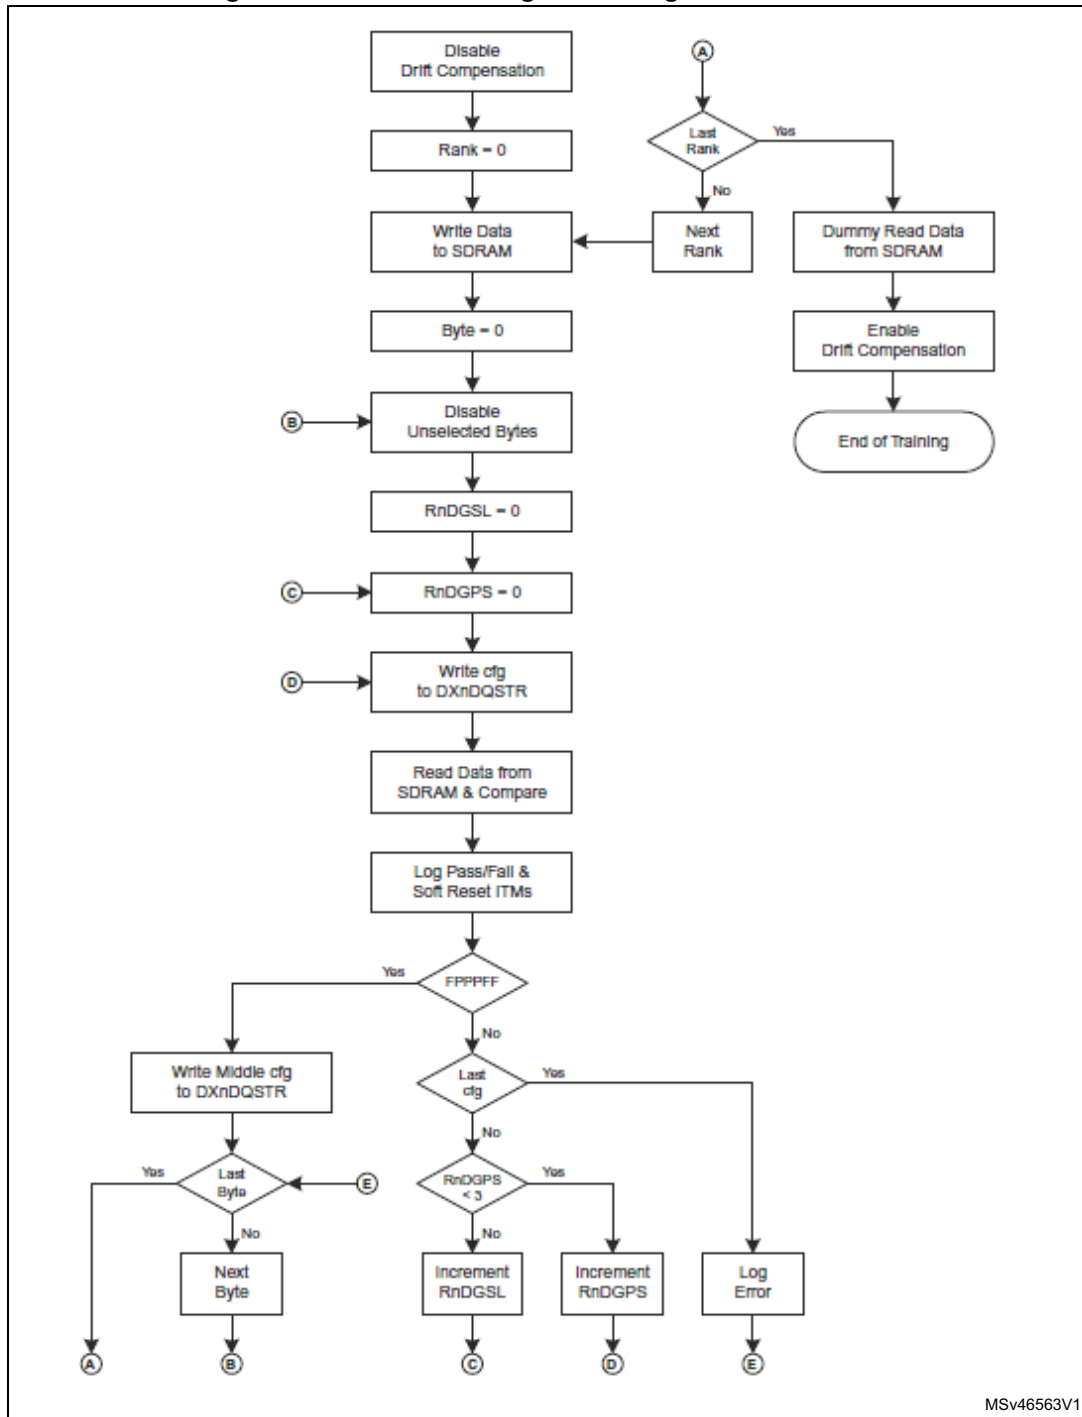 Disable
Drift Compensation
A
Rank = 0
Last
Rank
Yes
No
Write Data
to SDRAM
Next
Rank
Dummy Read Data
from SDRAM
Byte = 0
Enable
Drift Compensation
B
Disable
Unselected Bytes
End of Training
RnDGSL = 0
C
RnDGPS = 0
D
Write cfg
to DXnDQSTR
Read Data from
SDRAM & Compare
Log Pass/Fail &
Soft Reset ITMs
Yes
FPPPFF
No
Write Middle cfg
to DXnDQSTR
Last
cfg
Yes
No
Yes
Last
Byte
E
RnDGPS
< 3
Yes
No
No
Next
Byte
Increment
RnDGSL
Increment
RnDGPS
Log
Error
A
B
C
D
E
MSv46563V1